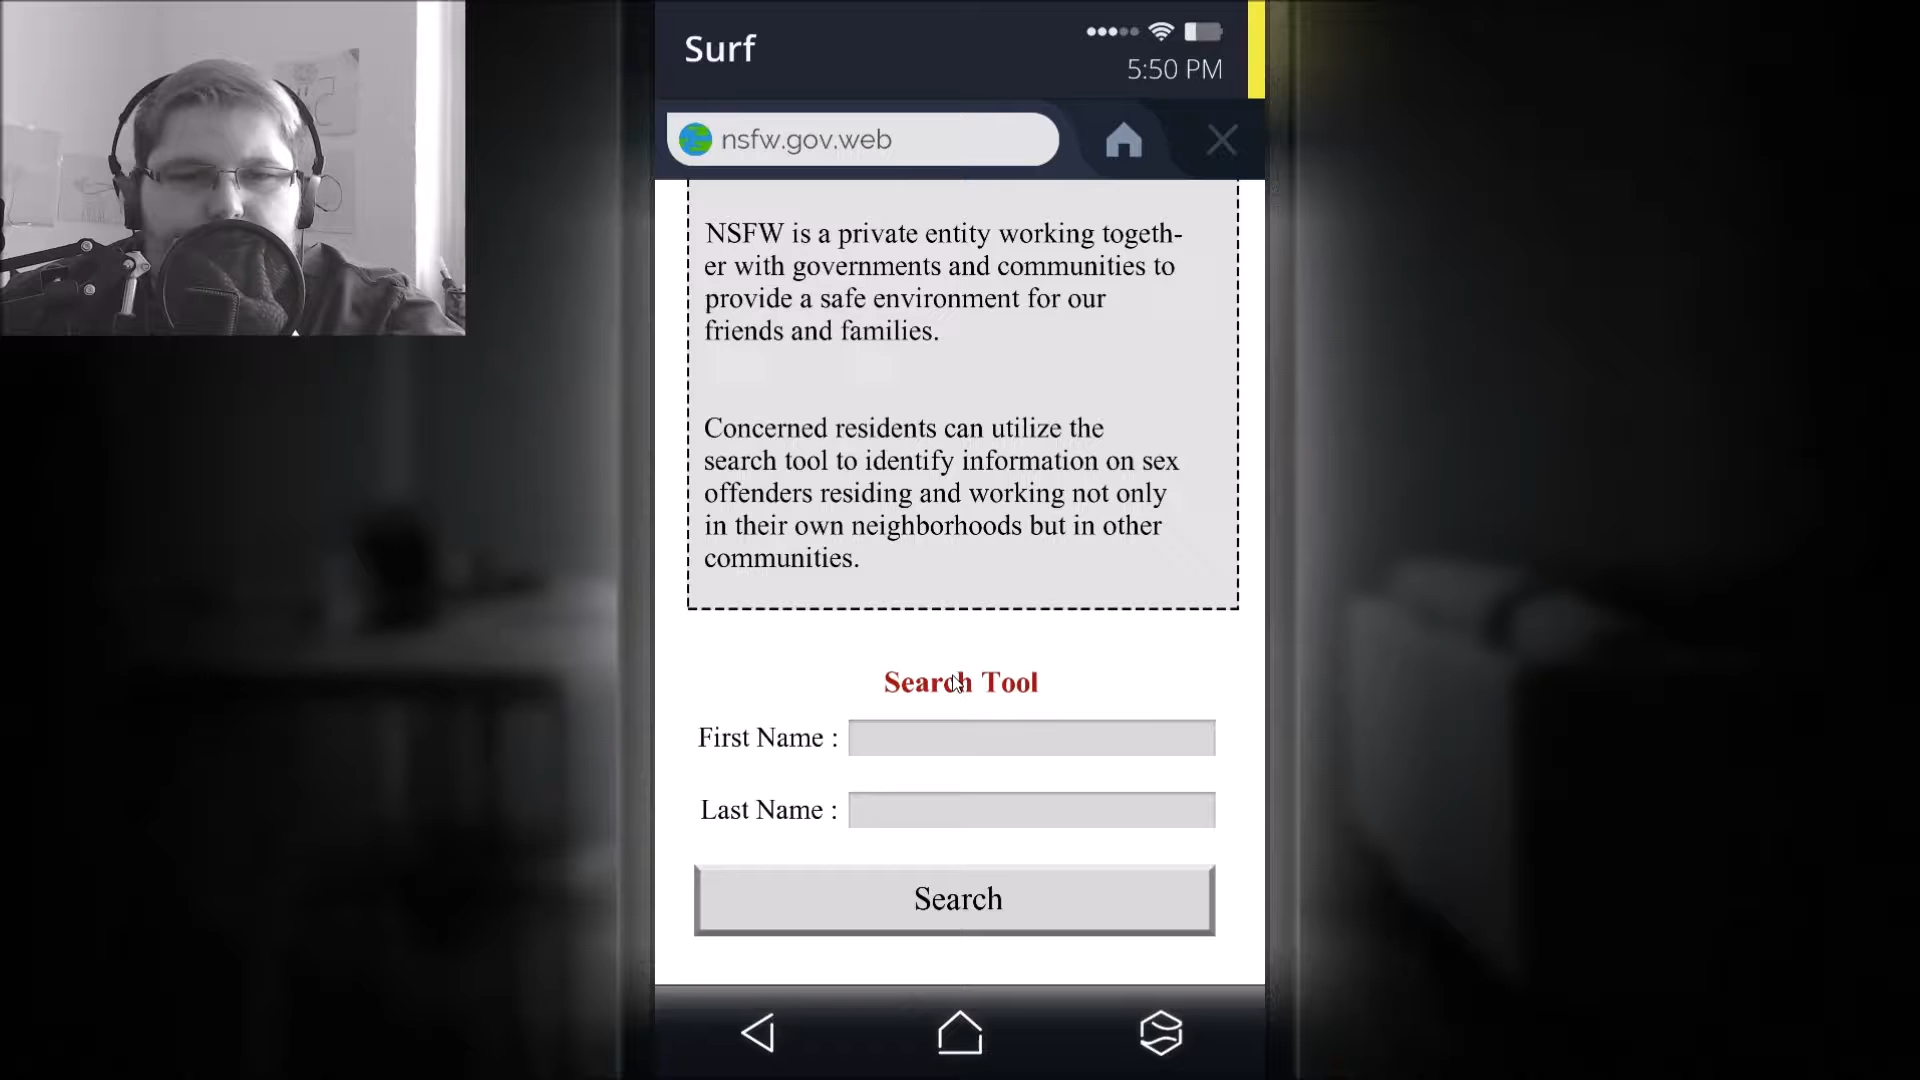 Surf
5:50 PM
nsfw.gov.web
NSFW is a private entity working togeth-
er with governments and communities to
provide a safe environment for our
friends and families.
Concerned residents can utilize the
search tool to identify information on sex
offenders residing and working not only
in their own neighborhoods but in other
communities.
Search Tool
First Name :
Last Name :
Search